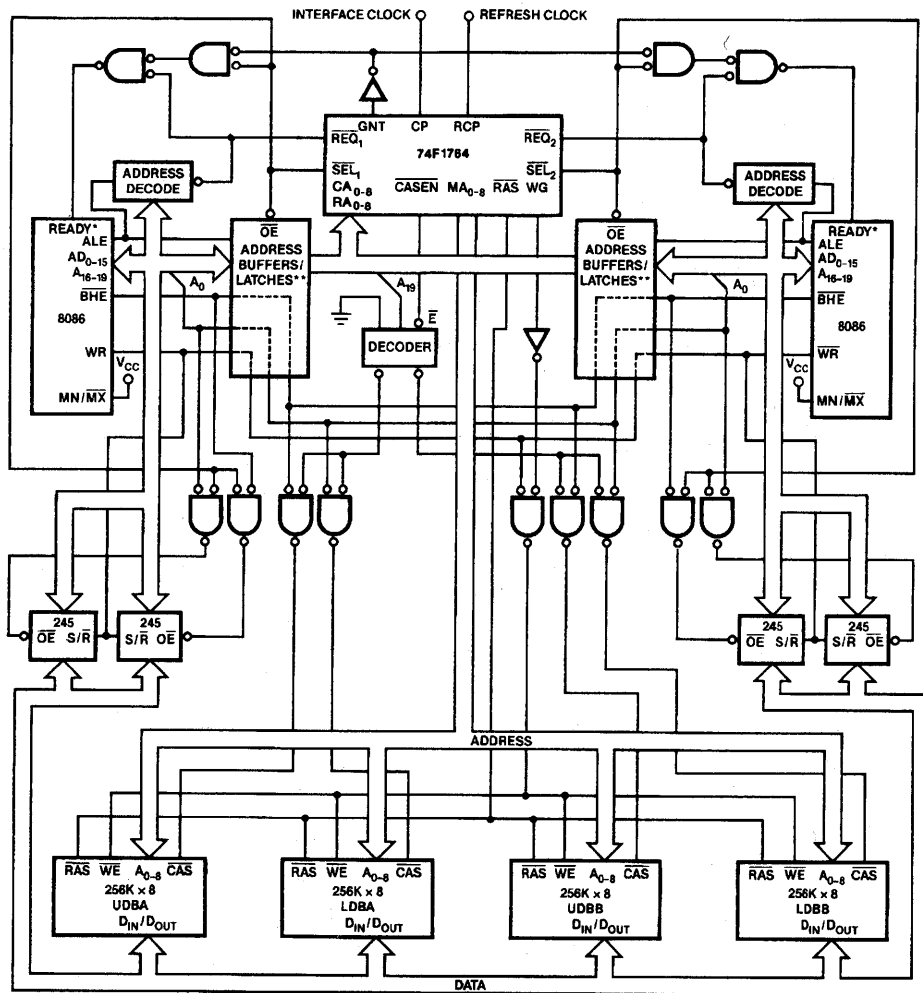 INTERFACE CLOCK
REFRESH CLOCK
GNT CP RCP
REQ1 REQ2
74F1764
SEL1 SEL2
CA0-8 CASEN MA0-8 RAS WG
RA0-8
ADDRESS
DECODE
ADDRESS
DECODE
READY*
ALE
AD0-15
A16-19
BHE
8086
WR
VCC
MN/MX
A0
OE
ADDRESS
BUFFERS/
LATCHES**
A19
E
DECODER
OE
ADDRESS
BUFFERS/
LATCHES**
A0
READY*
ALE
AD0-15
A16-19
BHE
8086
WR
VCC
MN/MX
245
OE S/R
245
S/R OE
245
OE S/R
245
S/R OE
ADDRESS
RAS WE A0-8 CAS
256K × 8
UDBA
DIN/DOUT
RAS WE A0-8 CAS
256K × 8
LDBA
DIN/DOUT
RAS WE A0-8 CAS
256K × 8
UDBB
DIN/DOUT
RAS WE A0-8 CAS
256K × 8
LDBB
DIN/DOUT
DATA